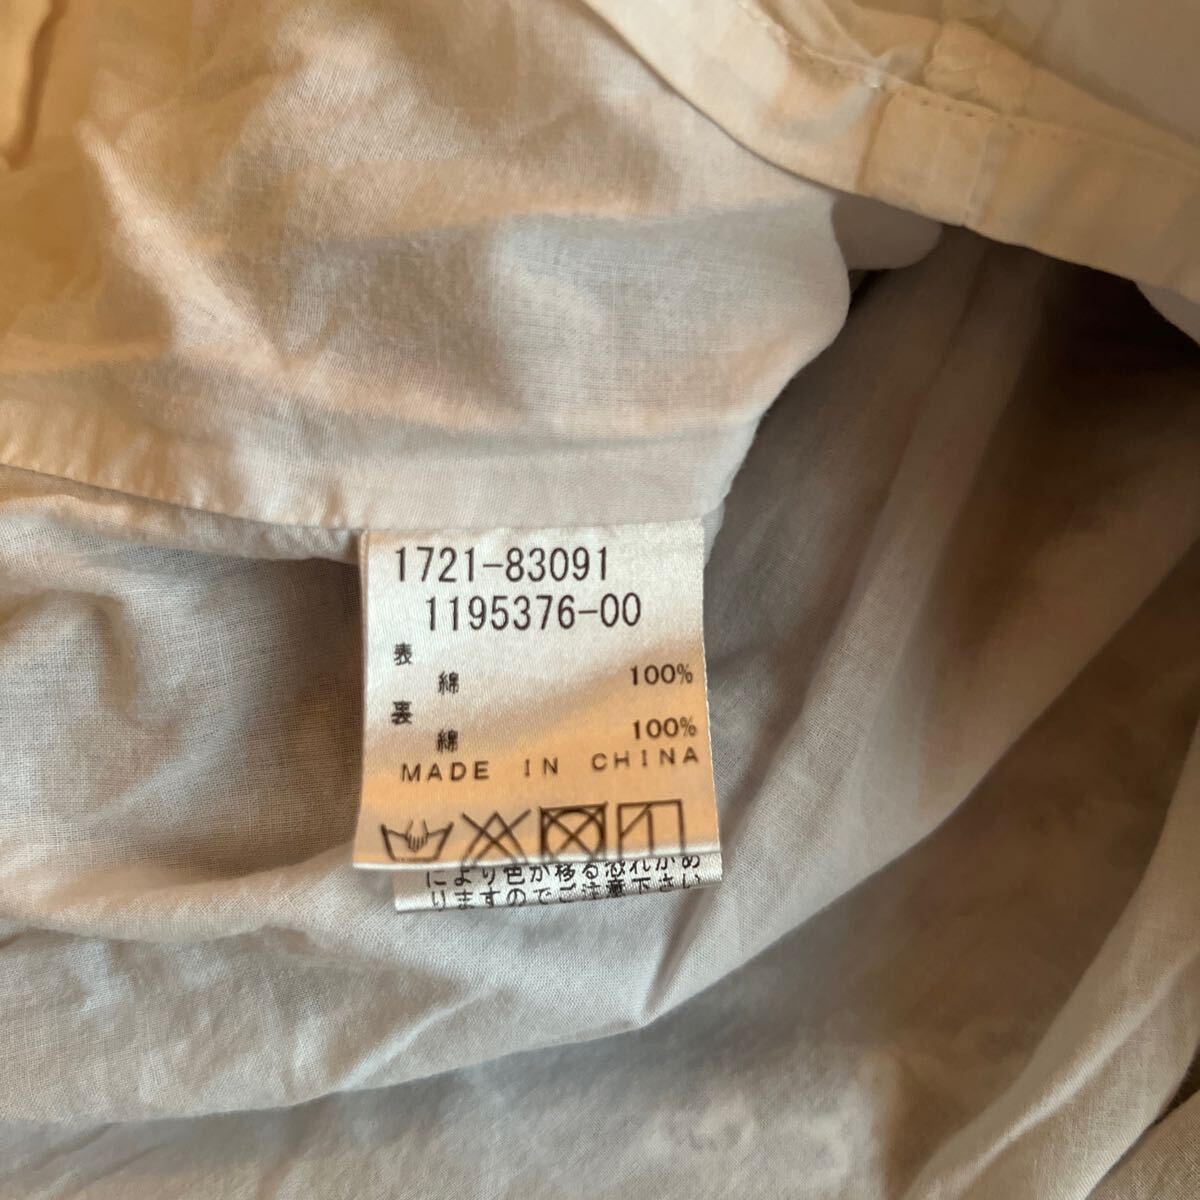 1721-83091
1195376-00
表
綿 100%
裏
綿 100%
MADE IN CHINA
により色が移る恐れがあ
りますのでご注意下さい